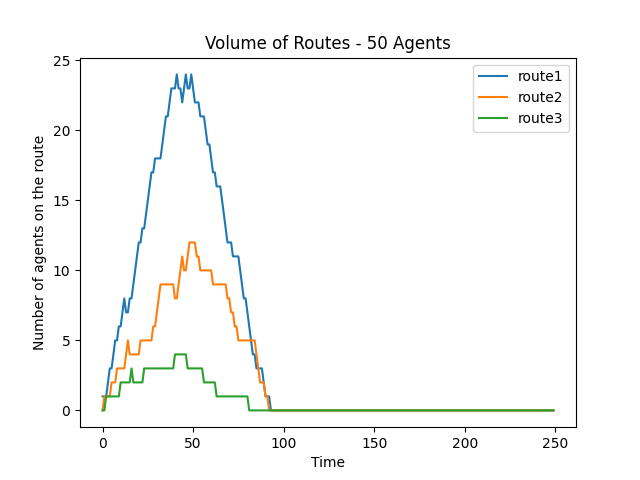 Volume of Routes - 50 Agents
route1
route2
route3
Number of agents on the route
25
20
15
10
5
0
0 50 100 150 200 250
Time